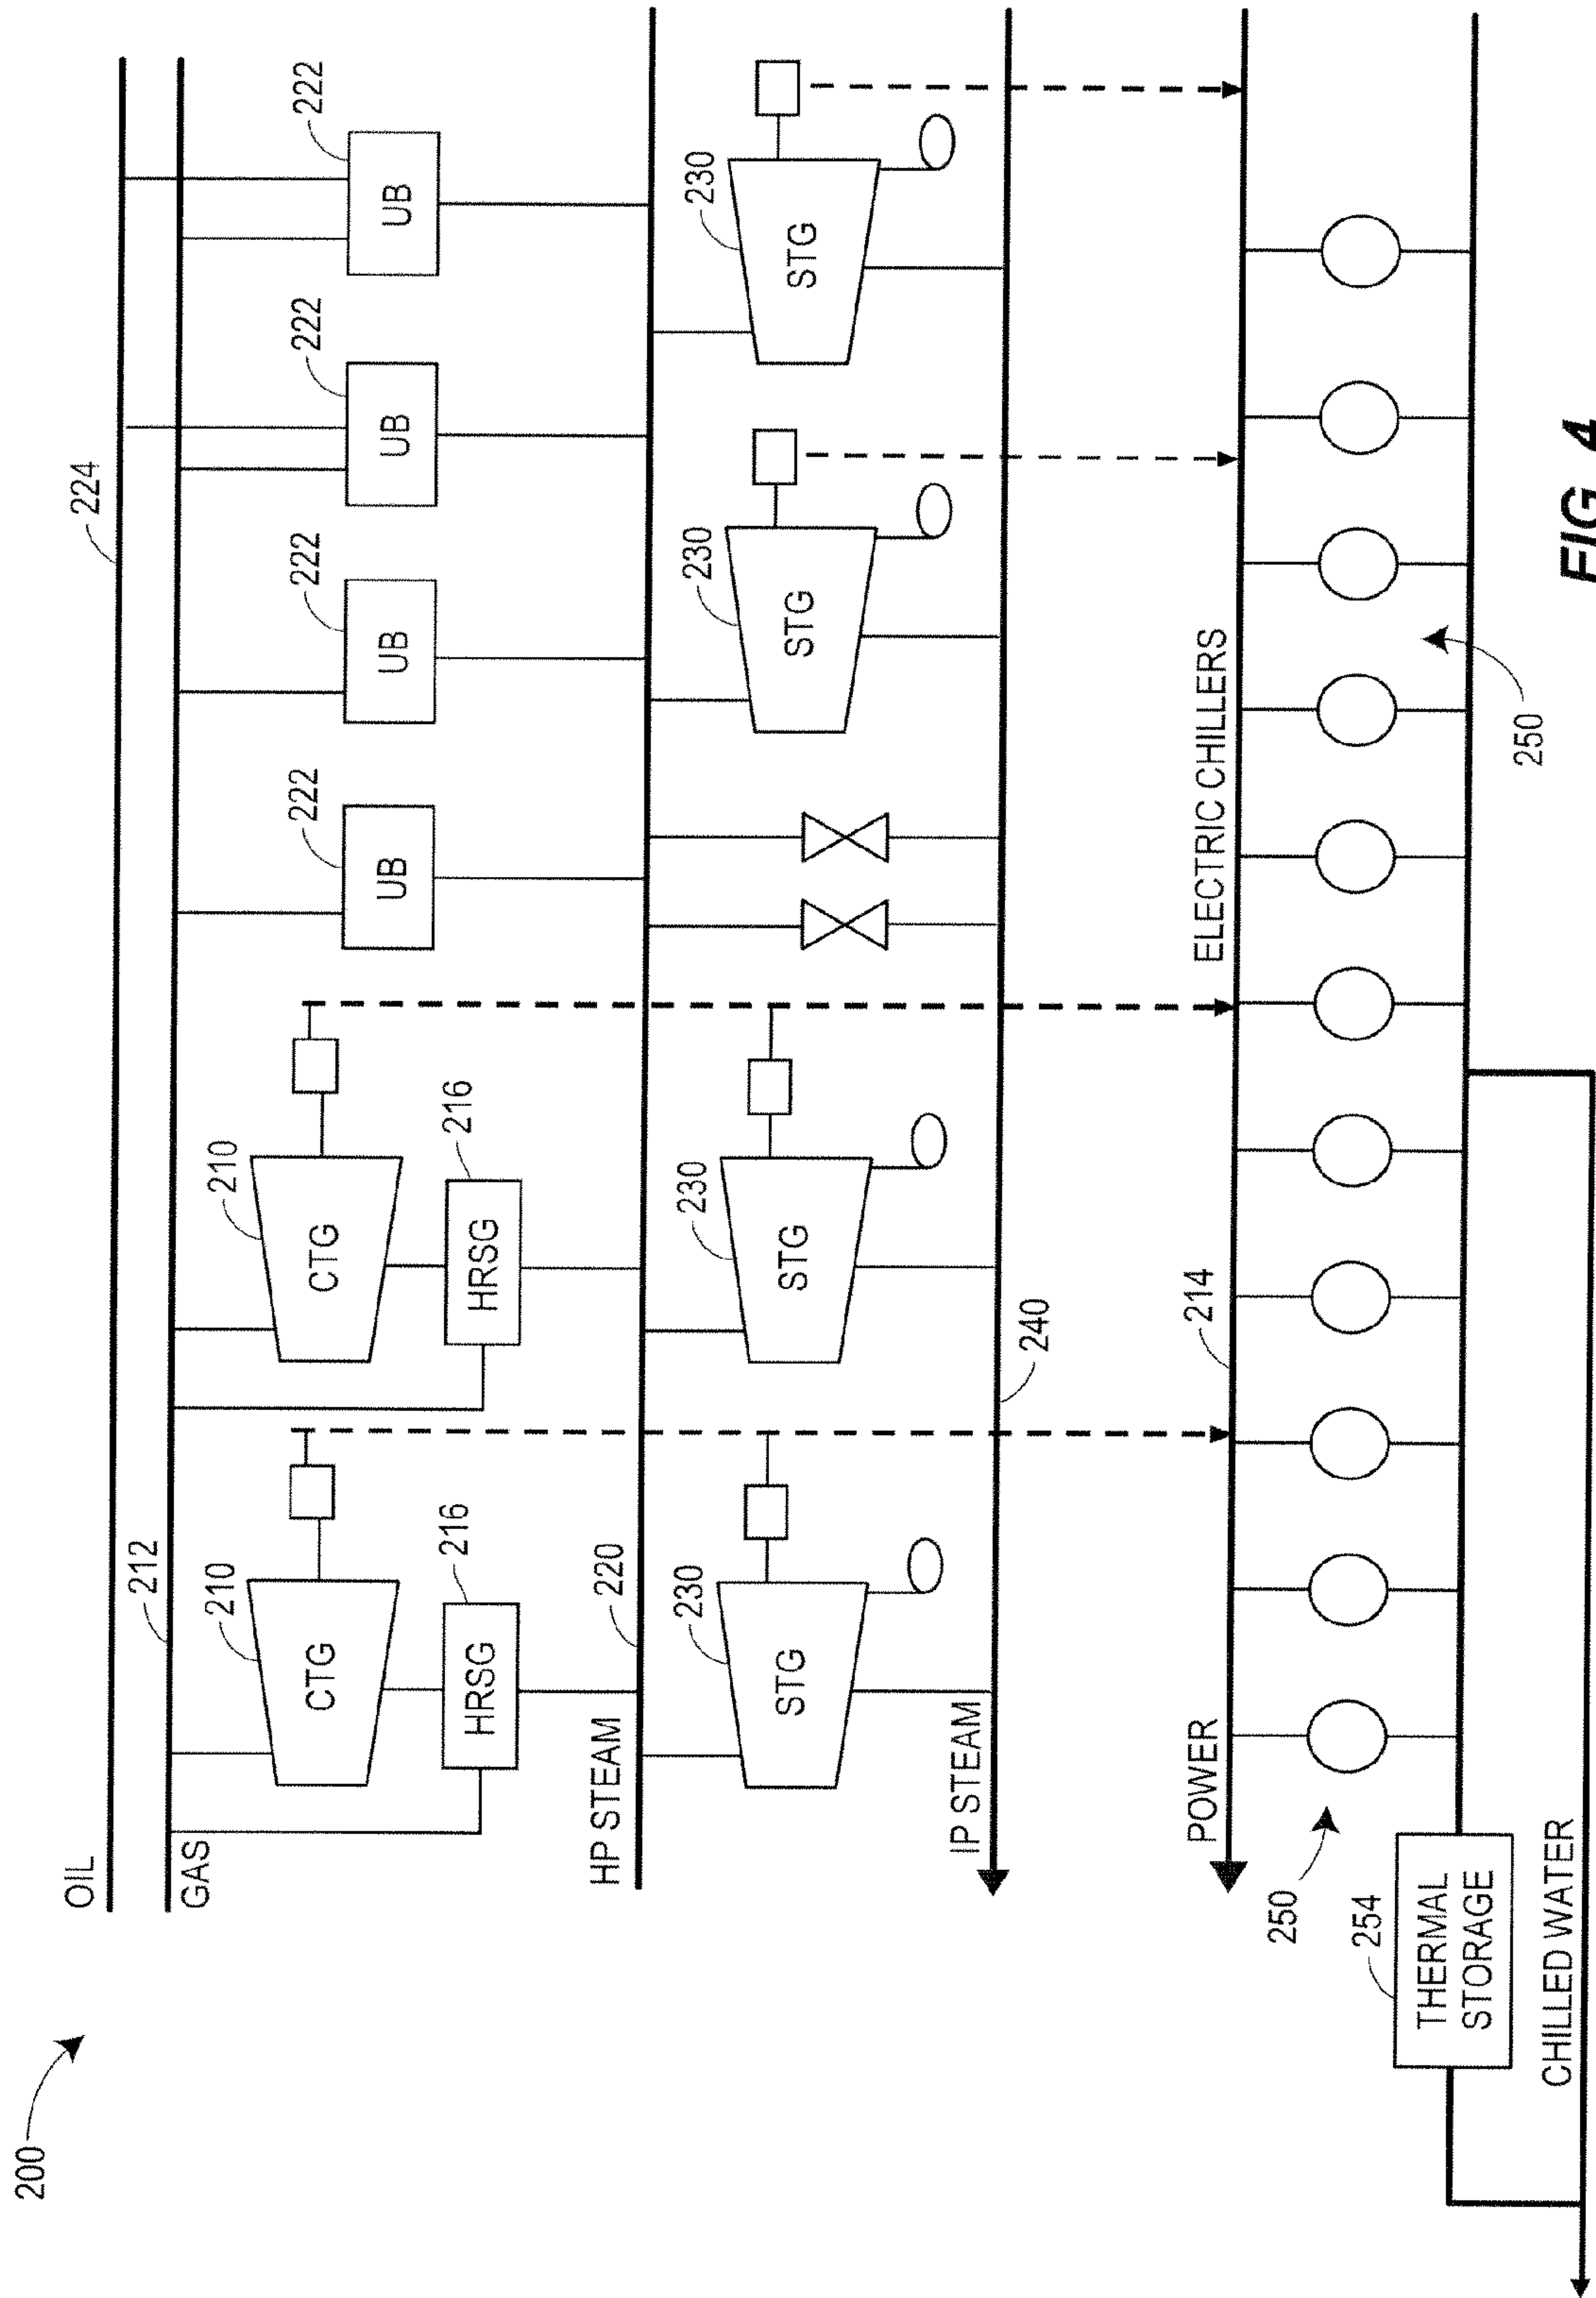 200
OIL
224
212
GAS
210
210
222
222
222
222
CTG
CTG
UB
UB
UB
UB
216
216
HRSG
HRSG
HP STEAM
220
230
230
230
230
STG
STG
STG
STG
IP STEAM
240
POWER
214
ELECTRIC CHILLERS
250
254
THERMAL
STORAGE
250
CHILLED WATER
FIG. 4